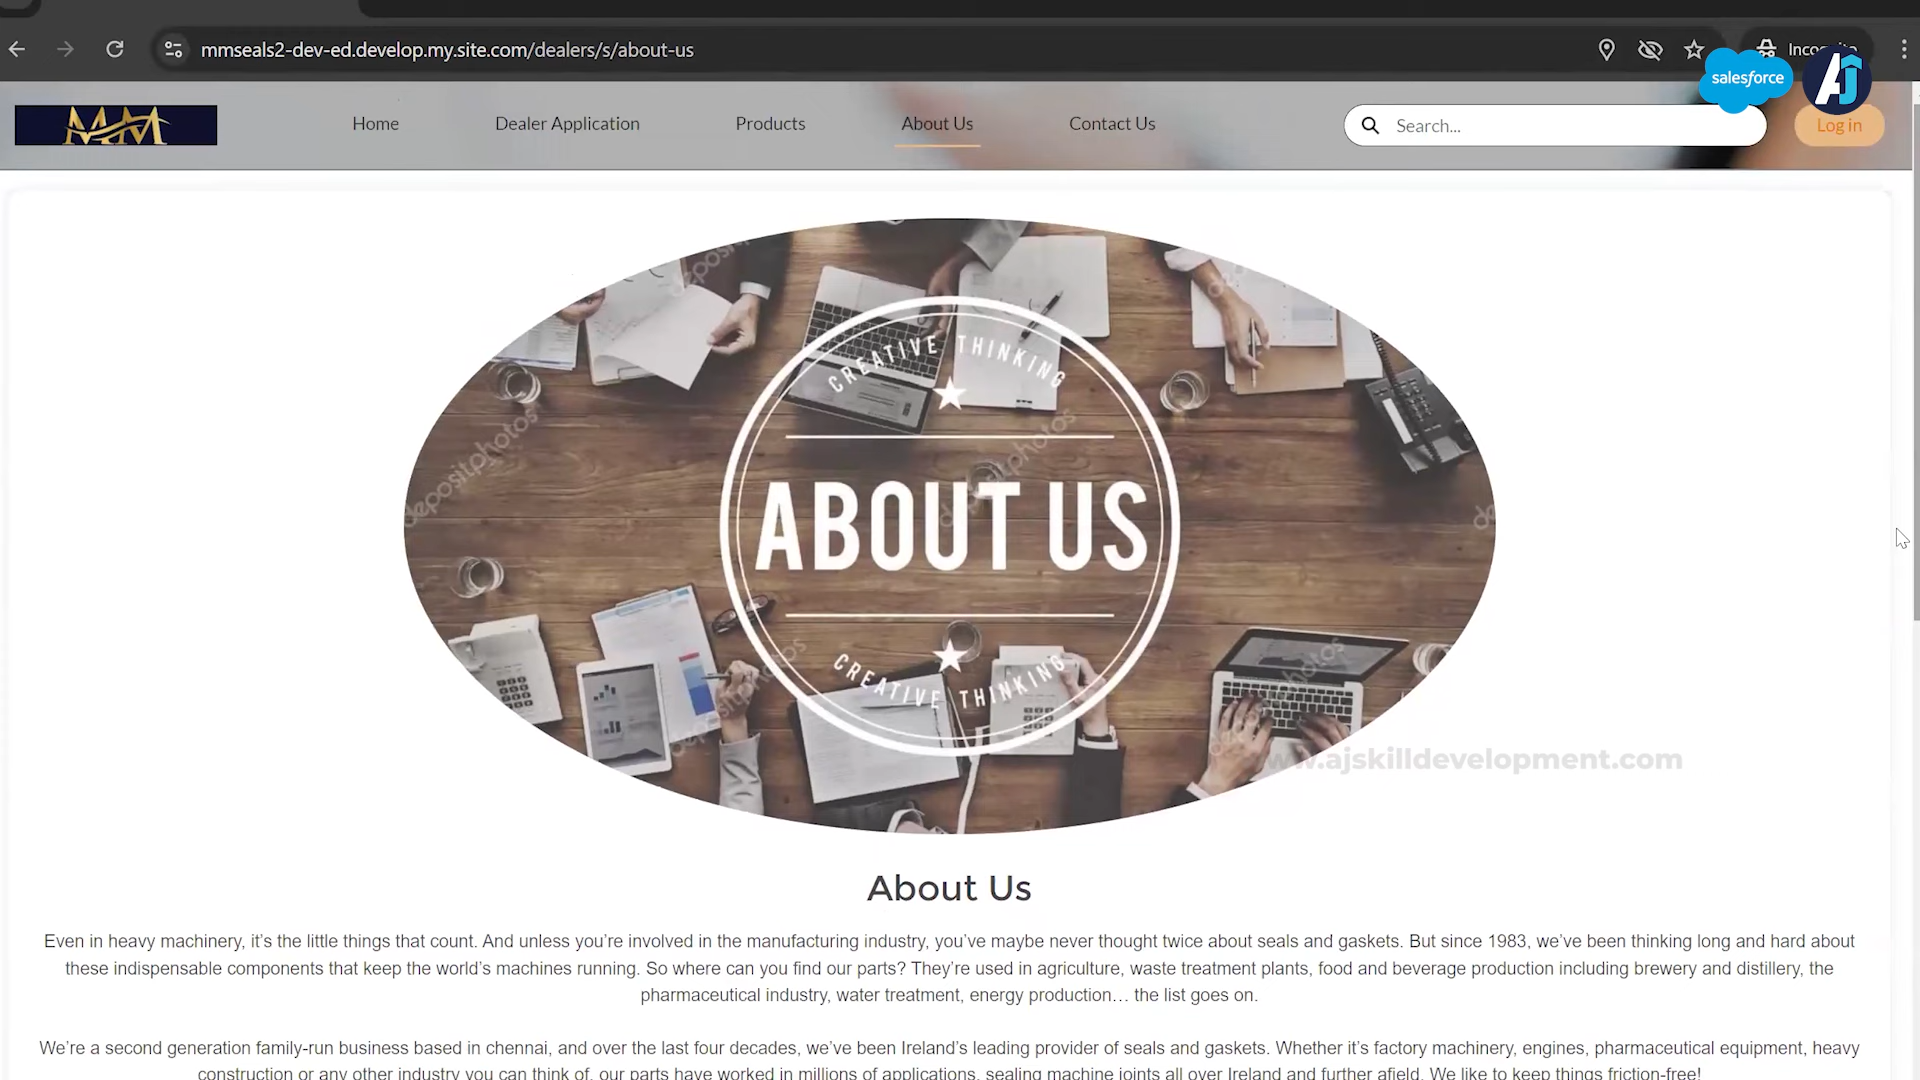 mmseals2-dev-ed.develop.my.site.com/dealers/s/about-us
salesforce
AJ
MM
Home
Dealer Application
Products
About Us
Contact Us
Search...
Log in
CREATIVE THINKING
ABOUT US
CREATIVE THINKING
depositphotos
depositphotos
depositphotos
www.ajskilldevelopment.com
About Us
Even in heavy machinery, it’s the little things that count. And unless you’re involved in the manufacturing industry, you’ve maybe never thought twice about seals and gaskets. But since 1983, we’ve been thinking long and hard about
these indispensable components that keep the world’s machines running. So where can you find our parts? They’re used in agriculture, waste treatment plants, food and beverage production including brewery and distillery, the
pharmaceutical industry, water treatment, energy production… the list goes on.
We’re a second generation family-run business based in chennai, and over the last four decades, we’ve been Ireland’s leading provider of seals and gaskets. Whether it’s factory machinery, engines, pharmaceutical equipment, heavy
construction or any other industry you can think of, our parts have worked in millions of applications, sealing machine joints all over Ireland and further afield. We like to keep things friction-free!